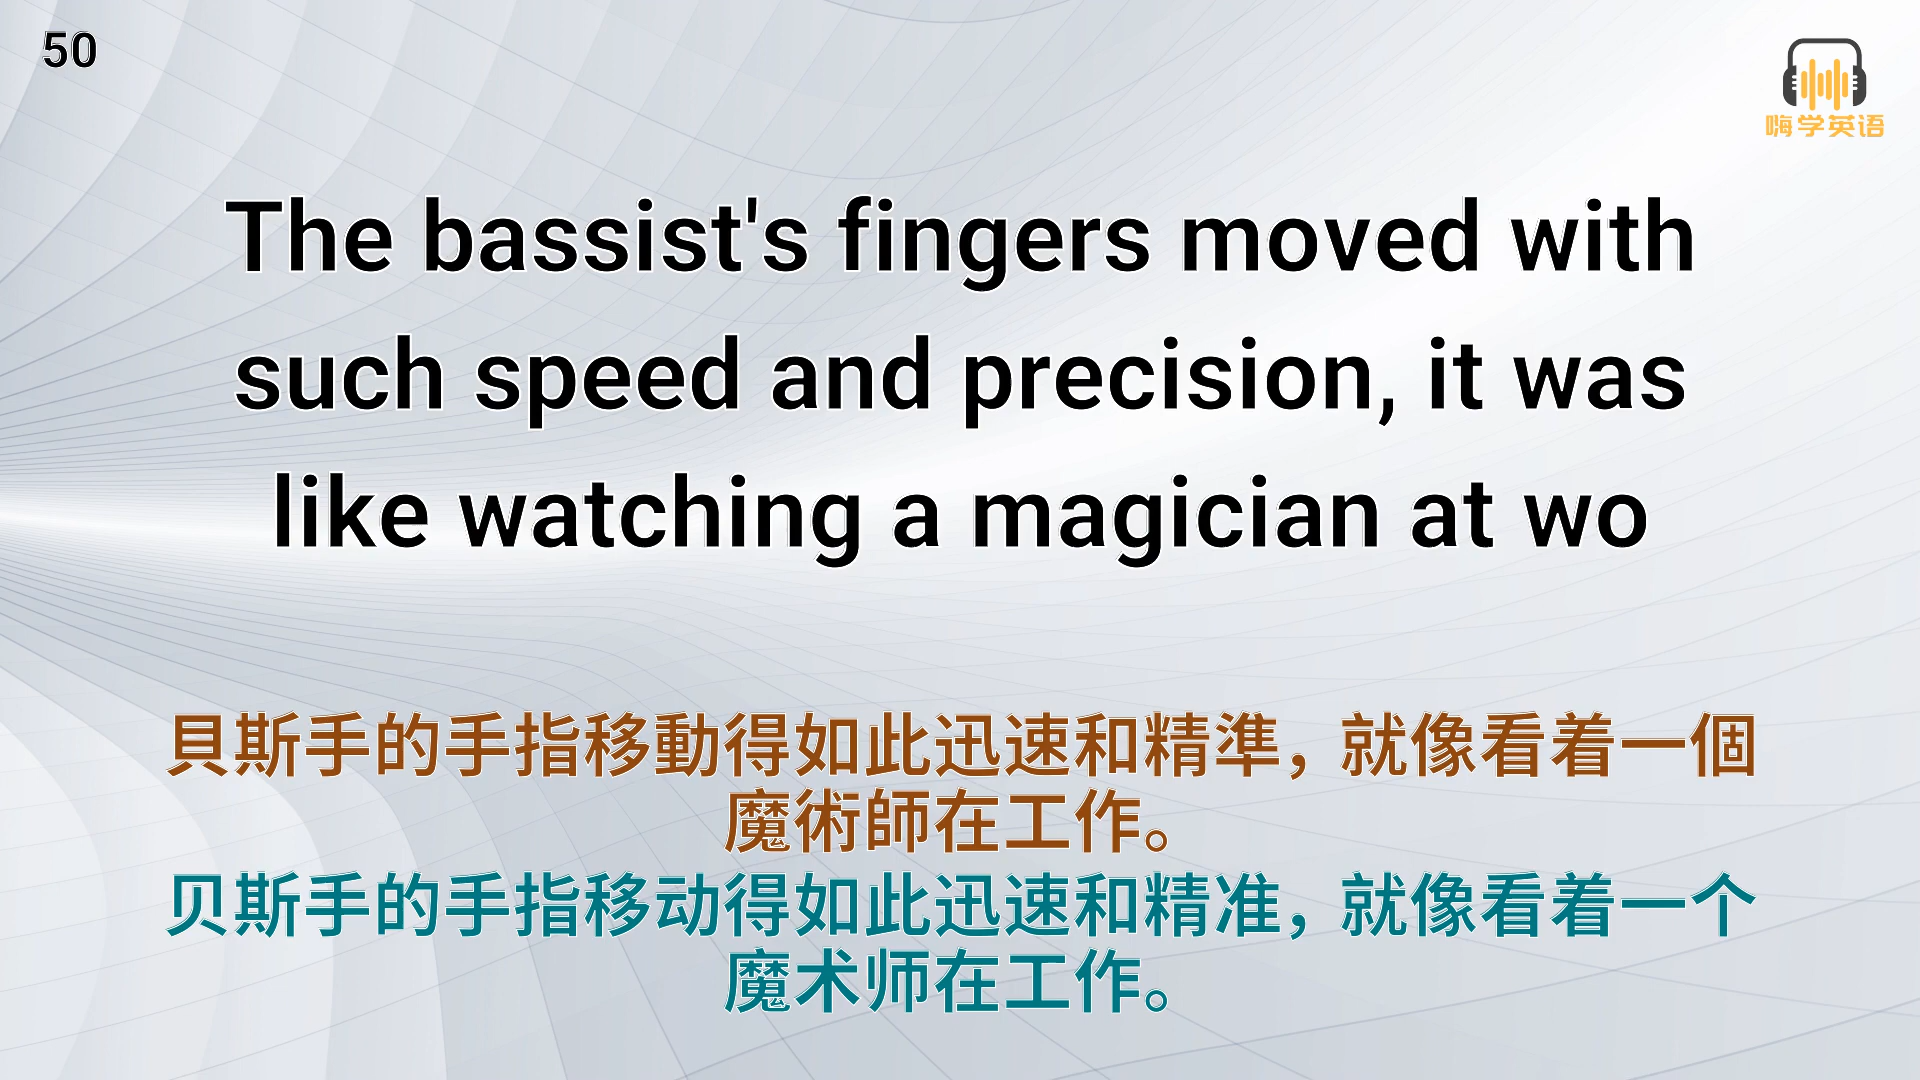 50
嗨学英语
The bassist's fingers moved with
such speed and precision, it was
like watching a magician at wo
貝斯手的手指移動得如此迅速和精準，就像看着一個
魔術師在工作。
贝斯手的手指移动得如此迅速和精准，就像看着一个
魔术师在工作。